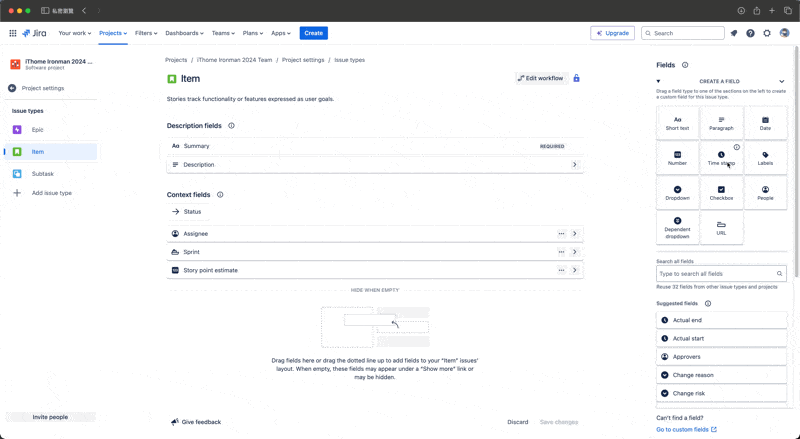 私密瀏覽
Jira
Your work
Projects
Filters
Dashboards
Teams
Plans
Apps
Create
Upgrade
Search
iThome Ironman 2024 ...
Software project
Project settings
Issue types
Epic
Item
Subtask
Add issue type
Invite people
Projects / iThome Ironman 2024 Team / Project settings / Issue types
Item
Edit workflow
Stories track functionality or features expressed as user goals.
Description fields
Aa Summary
REQUIRED
Description
Context fields
Status
Assignee
Sprint
Story point estimate
HIDE WHEN EMPTY
Drag fields here or drag the dotted line up to add fields to your "Item" issues'
layout. When empty, these fields may appear under a "Show more" link or
may be hidden.
Give feedback
Discard
Save changes
Fields
CREATE A FIELD
Drag a field type to one of the sections on the left to create
a custom field for this issue type.
Aa
Short text
Paragraph
Date
Number
Time stamp
Labels
Dropdown
Checkbox
People
Dependent
dropdown
URL
Search all fields
Type to search all fields
Reuse 32 fields from other issue types and projects
Suggested fields
Actual end
Actual start
Approvers
Change reason
Change risk
Can't find a field?
Go to custom fields